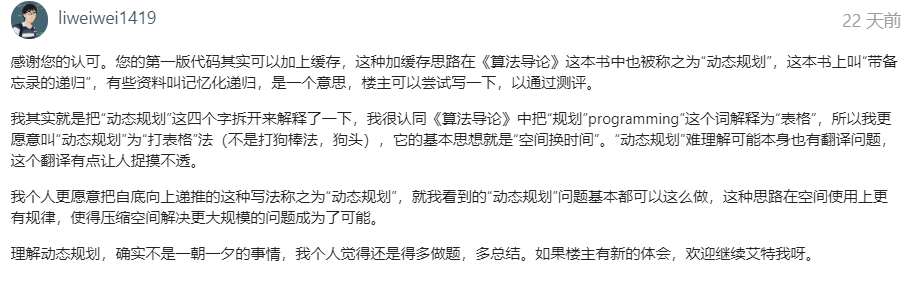 liweiwei1419
22 天前
感谢您的认可。您的第一版代码其实可以加上缓存，这种加缓存思路在《算法导论》这本书中也被称之为“动态规划”，这本书上叫“带备
忘录的递归”，有些资料叫记忆化递归，是一个意思，楼主可以尝试写一下，以通过测评。
我其实就是把“动态规划”这四个字拆开来解释了一下，我很认同《算法导论》中把“规划”programming”这个词解释为“表格”，所以我更
愿意叫“动态规划”为“打表格”法（不是打狗棒法，狗头），它的基本思想就是“空间换时间”。“动态规划”难理解可能本身也有翻译问题，
这个翻译有点让人捉摸不透。
我个人更愿意把自底向上递推的这种写法称之为“动态规划”，就我看到的“动态规划”问题基本都可以这么做，这种思路在空间使用上更
有规律，使得压缩空间解决更大规模的问题成为了可能。
理解动态规划，确实不是一朝一夕的事情，我个人觉得还是得多做题，多总结。如果楼主有新的体会，欢迎继续艾特我呀。